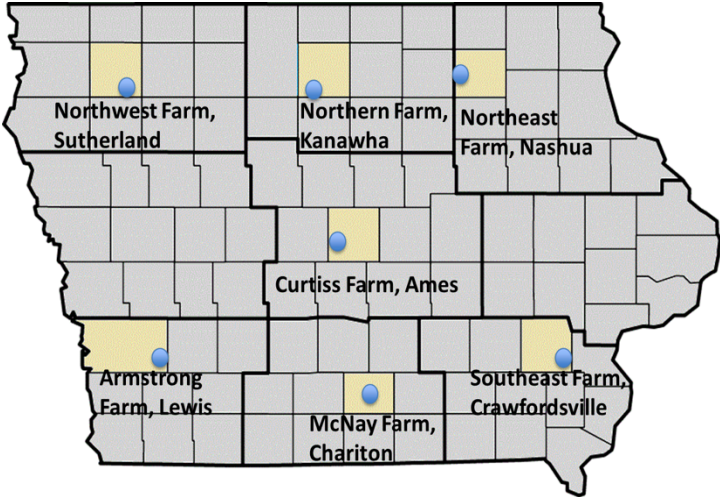 Northwest Farm,
Sutherland
Northern Farm,
Kanawha
Northeast
Farm, Nashua
Curtiss Farm, Ames
Armstrong
Farm, Lewis
McNay Farm,
Chariton
Southeast Farm,
Crawfordsville